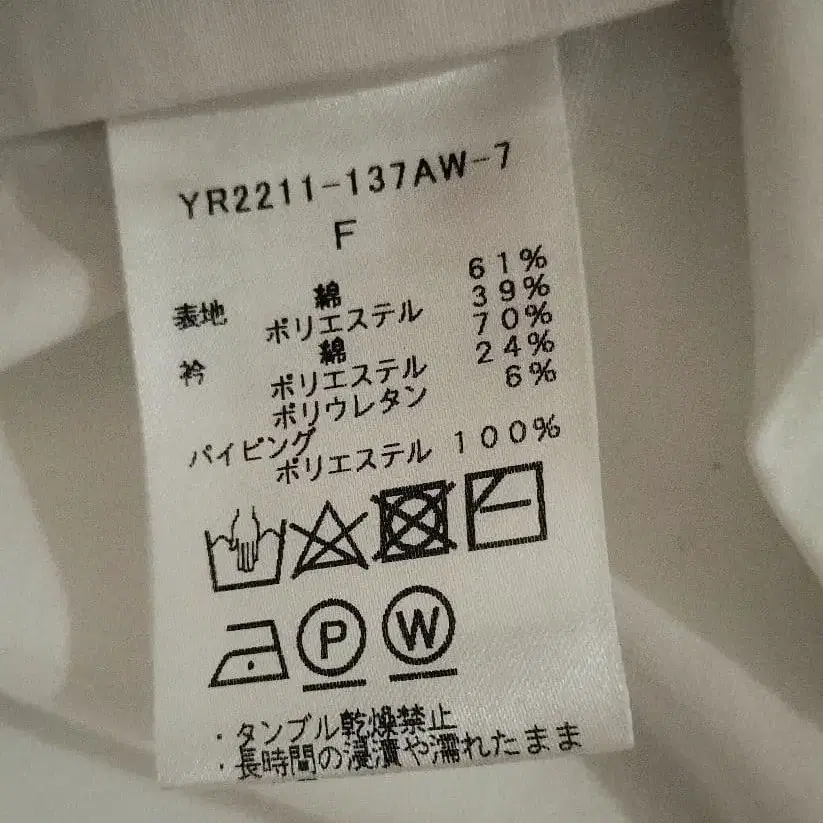 YR2211-137AW-7
F
表地 綿 61%
ポリエステル 39%
衿 綿 70%
ポリエステル 24%
ポリウレタン 6%
パイピング
ポリエステル 100%
P W
・タンブル乾燥禁止
・長時間の浸漬や濡れたまま